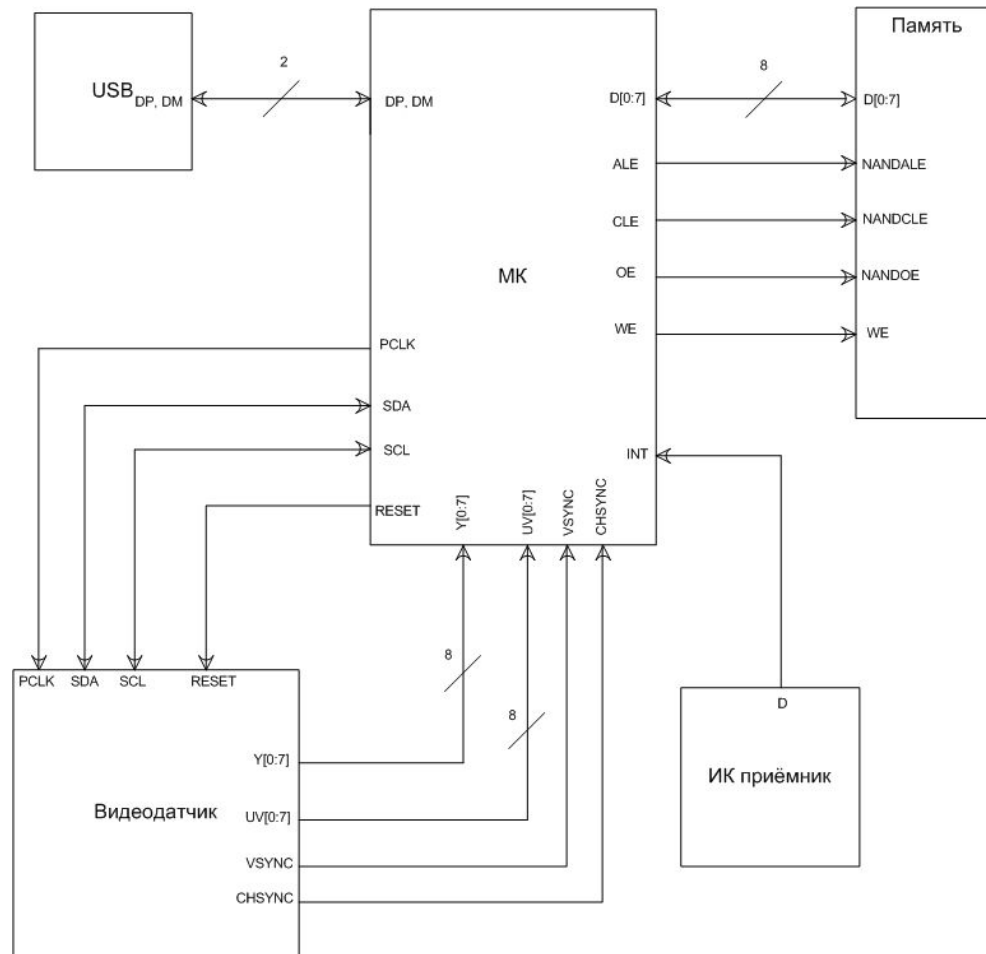 USB
DP, DM
2
DP, DM
МК
D[0:7]
ALE
CLE
OE
WE
INT
PCLK
SDA
SCL
RESET
Y[0:7]
UV[0:7]
VSYNC
CHSYNC
8
Память
D[0:7]
NANDALE
NANDCLE
NANDOE
WE
PCLK
SDA
SCL
RESET
Видеодатчик
Y[0:7]
UV[0:7]
VSYNC
CHSYNC
8
8
D
ИК приёмник